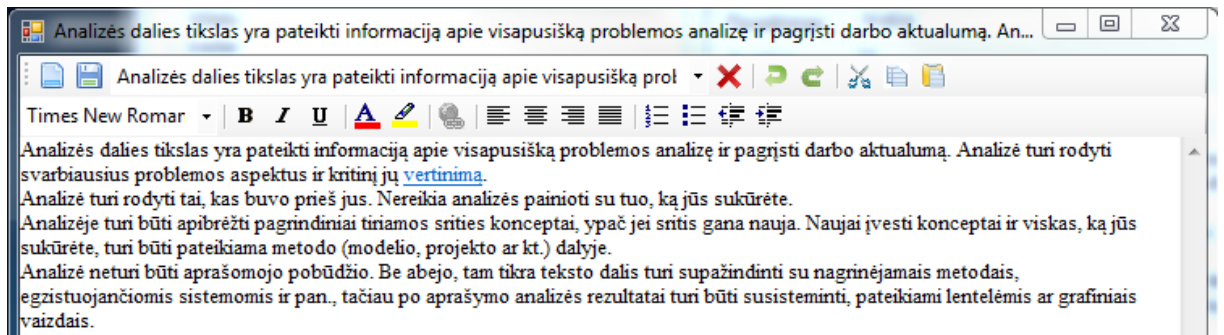 Analizės dalies tikslas yra pateikti informaciją apie visapusišką problemos analizę ir pagrįsti darbo aktualumą. An...
Analizės dalies tikslas yra pateikti informaciją apie visapusišką prol
Times New Romar B I U A
Analizės dalies tikslas yra pateikti informaciją apie visapusišką problemos analizę ir pagrįsti darbo aktualumą. Analizė turi rodyti
svarbiausius problemos aspektus ir kritinį jų vertinimą.
Analizė turi rodyti tai, kas buvo prieš jus. Nereikia analizės painioti su tuo, ką jūs sukūrėte.
Analizėje turi būti apibrėžti pagrindiniai tiriamos srities konceptai, ypač jei sritis gana nauja. Naujai įvesti konceptai ir viskas, ką jūs
sukūrėte, turi būti pateikiama metodo (modelio, projekto ar kt.) dalyje.
Analizė neturi būti aprašomojo pobūdžio. Be abejo, tam tikra teksto dalis turi supažindinti su nagrinėjamais metodais,
egzistuojančiomis sistemomis ir pan., tačiau po aprašymo analizės rezultatai turi būti susisteminti, pateikiami lentelėmis ar grafiniais
vaizdais.